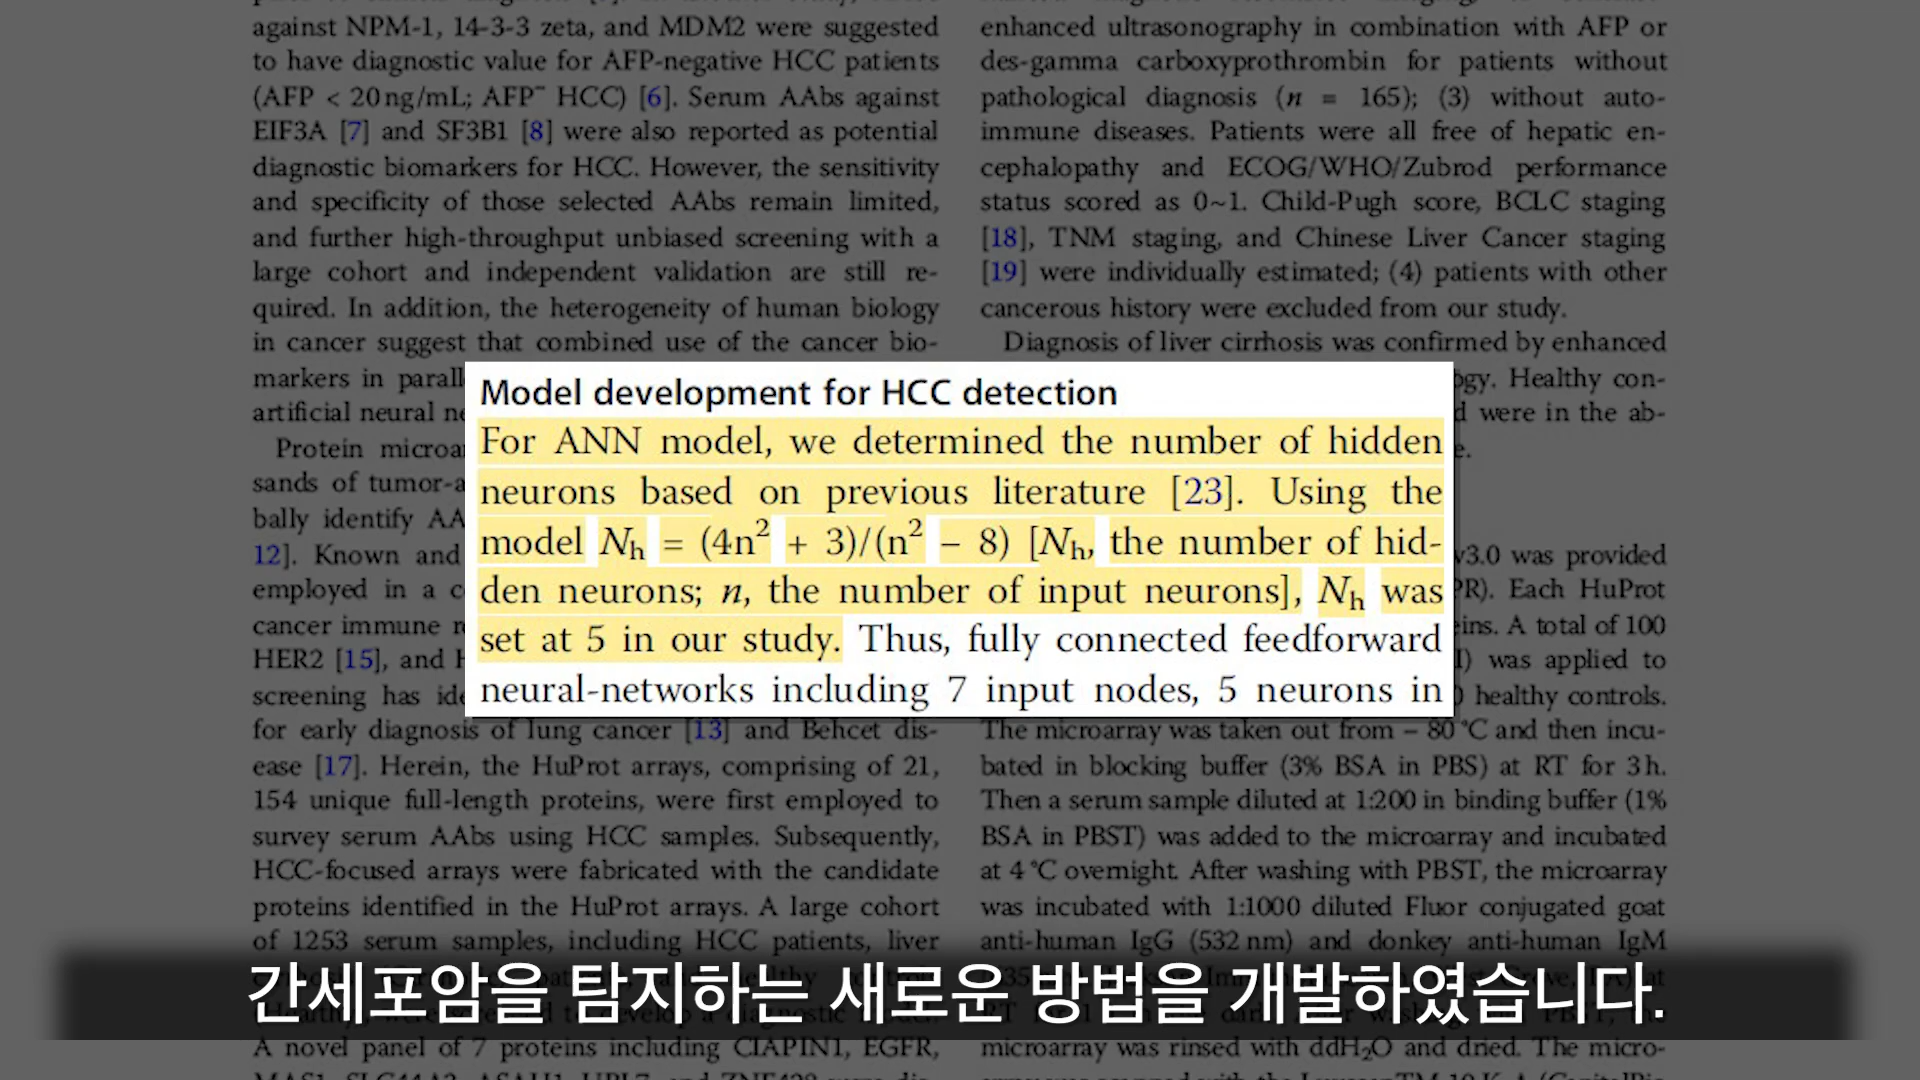 against NPM-1, 14-3-3 zeta, and MDM2 were suggested
to have diagnostic value for AFP-negative HCC patients
(AFP < 20 ng/mL; AFP⁻ HCC) [6]. Serum AAbs against
EIF3A [7] and SF3B1 [8] were also reported as potential
diagnostic biomarkers for HCC. However, the sensitivity
and specificity of those selected AAbs remain limited,
and further high-throughput unbiased screening with a
large cohort and independent validation are still re-
quired. In addition, the heterogeneity of human biology
in cancer suggest that combined use of the cancer bio-
markers in
artificial neural
Protein
sands of
bally identify
12]. Known and
employed in a
cancer immune
HER2 [15], and
screening has
for early diagnosis of lung cancer [13] and Behcet dis-
ease [17]. Herein, the HuProt arrays, comprising of 21,
154 unique full-length proteins, were first employed to
survey serum AAbs using HCC samples. Subsequently,
HCC-focused arrays were fabricated with the candidate
proteins identified in the HuProt arrays. A large cohort
of 1253 serum samples, including HCC patients, liver
A novel panel of 7 proteins including CIAPIN1, EGFR,
enhanced ultrasonography in combination with AFP or
des-gamma carboxyprothrombin for patients without
pathological diagnosis (n = 165); (3) without auto-
immune diseases. Patients were all free of hepatic en-
cephalopathy and ECOG/WHO/Zubrod performance
status scored as 0~1. Child-Pugh score, BCLC staging
[18], TNM staging, and Chinese Liver Cancer staging
[19] were individually estimated; (4) patients with other
cancerous history were excluded from our study.
Diagnosis of liver cirrhosis was confirmed by enhanced
Healthy con-
were in the ab-
v3.0 was provided
Each HuProt
A total of 100
was applied to
healthy controls.
The microarray was taken out from – 80 °C and then incu-
bated in blocking buffer (3% BSA in PBS) at RT for 3 h.
Then a serum sample diluted at 1:200 in binding buffer (1%
BSA in PBST) was added to the microarray and incubated
at 4 °C overnight. After washing with PBST, the microarray
was incubated with 1:1000 diluted Fluor conjugated goat
anti-human IgG (532 nm) and donkey anti-human IgM
microarray was rinsed with ddH₂O and dried. The micro-
Model development for HCC detection
For ANN model, we determined the number of hidden
neurons based on previous literature [23]. Using the
model Nₕ = (4n² + 3)/(n² – 8) [Nₕ, the number of hid-
den neurons; n, the number of input neurons], Nₕ was
set at 5 in our study. Thus, fully connected feedforward
neural-networks including 7 input nodes, 5 neurons in
간세포암을 탐지하는 새로운 방법을 개발하였습니다.